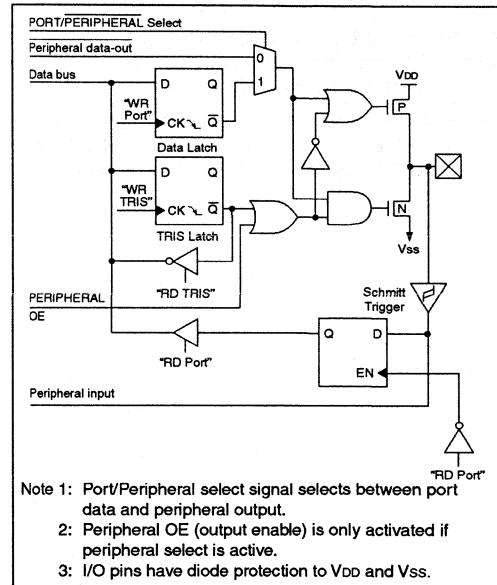 PORT/PERIPHERAL Select
Peripheral data-out
Data bus
0
1
VDD
D Q
P
"WR
Port"
CK Q
Data Latch
D Q
"WR
TRIS"
CK Q
N
TRIS Latch
Vss
"RD TRIS"
Schmitt
Trigger
PERIPHERAL
OE
Q D
"RD Port"
EN
Peripheral input
"RD Port"
Note 1: Port/Peripheral select signal selects between port
data and peripheral output.
2: Peripheral OE (output enable) is only activated if
peripheral select is active.
3: I/O pins have diode protection to VDD and VSS.